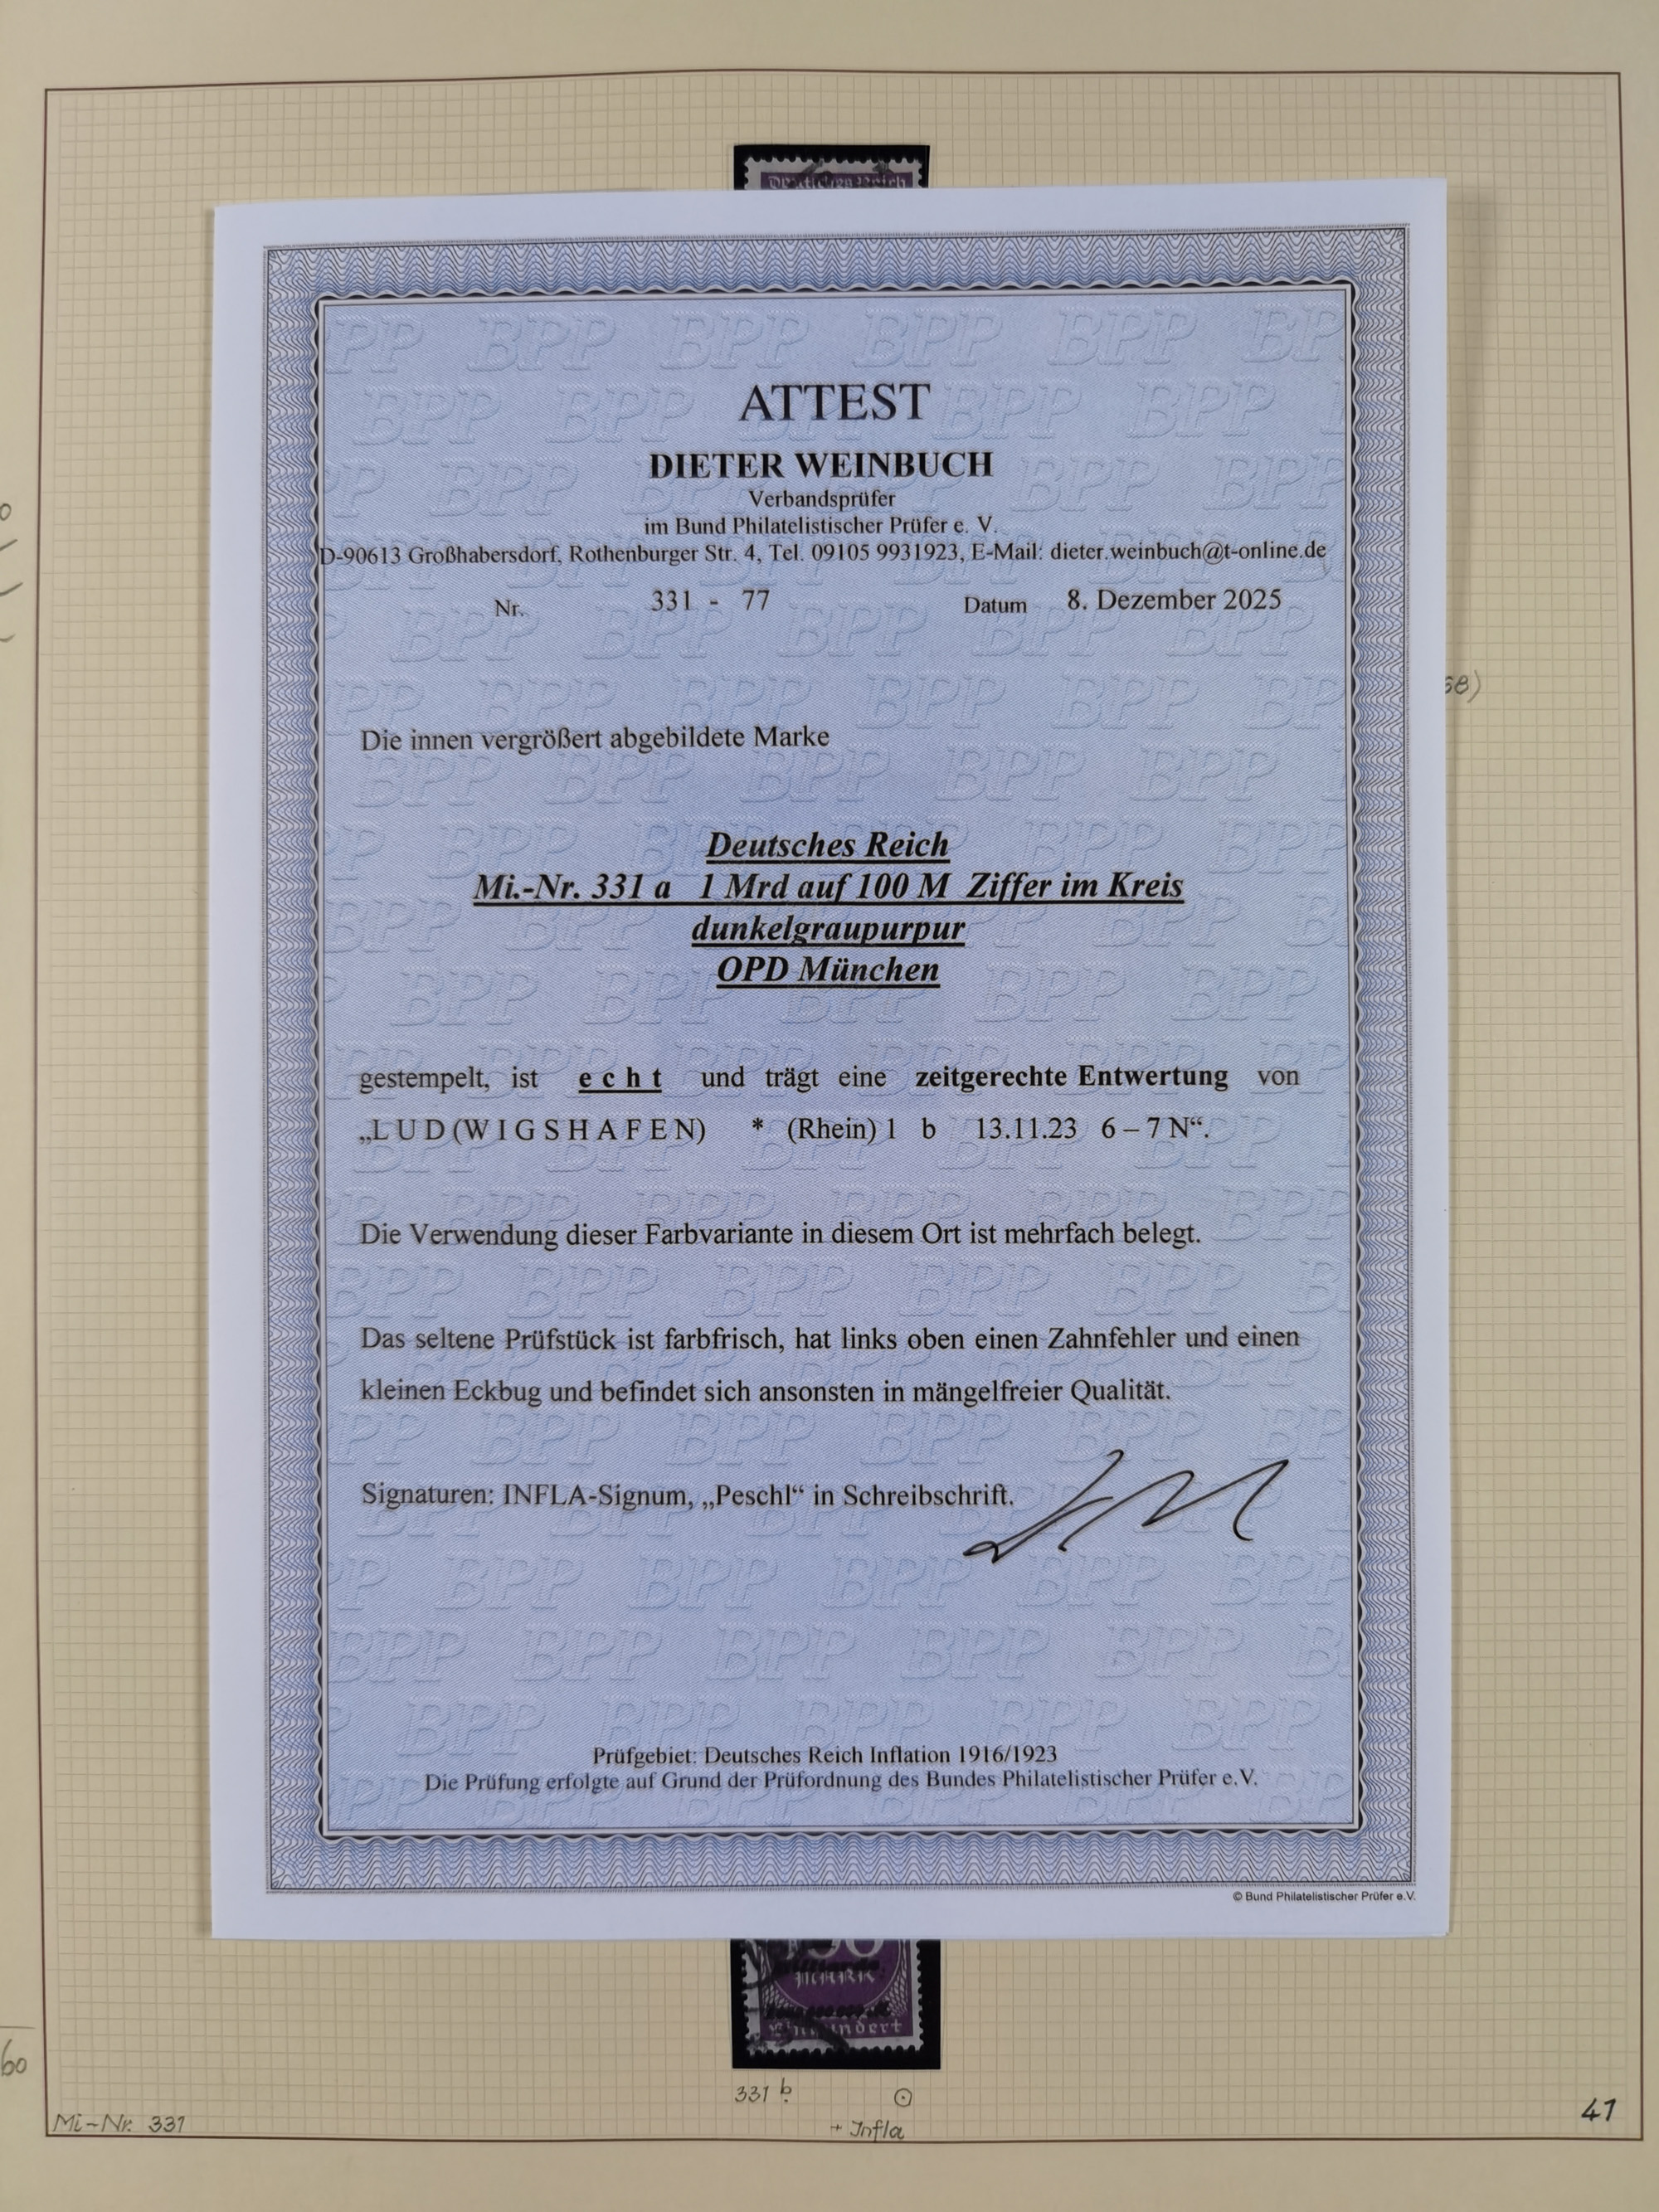 Deutsches Reich
ATTEST
DIETER WEINBUCH
Verbandsprüfer
im Bund Philatelistischer Prüfer e. V.
D-90613 Großhabersdorf, Rothenburger Str. 4, Tel. 09105 9931923, E-Mail: dieter.weinbuch@t-online.de
Nr. 331 - 77 Datum 8. Dezember 2025
Die innen vergrößert abgebildete Marke
Deutsches Reich
Mi.-Nr. 331 a 1 Mrd auf 100 M Ziffer im Kreis
dunkelgraupurpur
OPD München
gestempelt, ist echt und trägt eine zeitgerechte Entwertung von
„LUD(WIGSHAFEN) * (Rhein) 1 b 13.11.23 6 – 7 N“.
Die Verwendung dieser Farbvariante in diesem Ort ist mehrfach belegt.
Das seltene Prüfstück ist farbfrisch, hat links oben einen Zahnfehler und einen
kleinen Eckbug und befindet sich ansonsten in mängelfreier Qualität.
Signaturen: INFLA-Signum, „Peschl“ in Schreibschrift.
Prüfgebiet: Deutsches Reich Inflation 1916/1923
Die Prüfung erfolgte auf Grund der Prüfordnung des Bundes Philatelistischer Prüfer e.V.
© Bund Philatelistischer Prüfer e.V.
MARK
Einhundert
331 b
+ Infla
Mi-Nr. 331
41